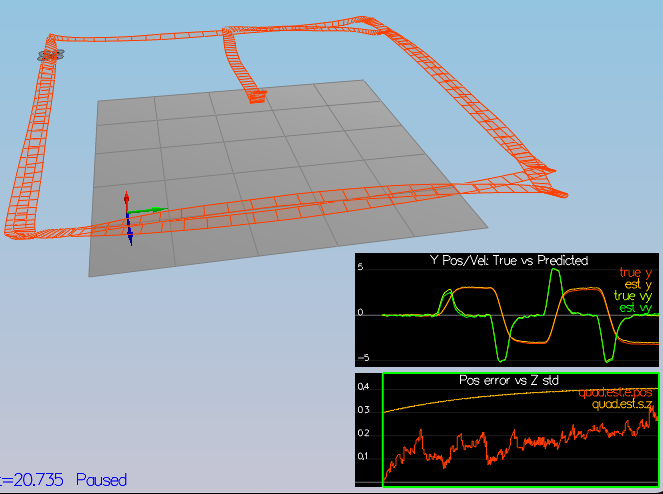 Y Pos/Vel: True vs Predicted
5
true y
est y
true vy
0
est vy
-5
Pos error vs Z std
0.4
quad.est.e.pos
quad.est.s.z
0.3
0.2
0.1
t=20.735 Paused